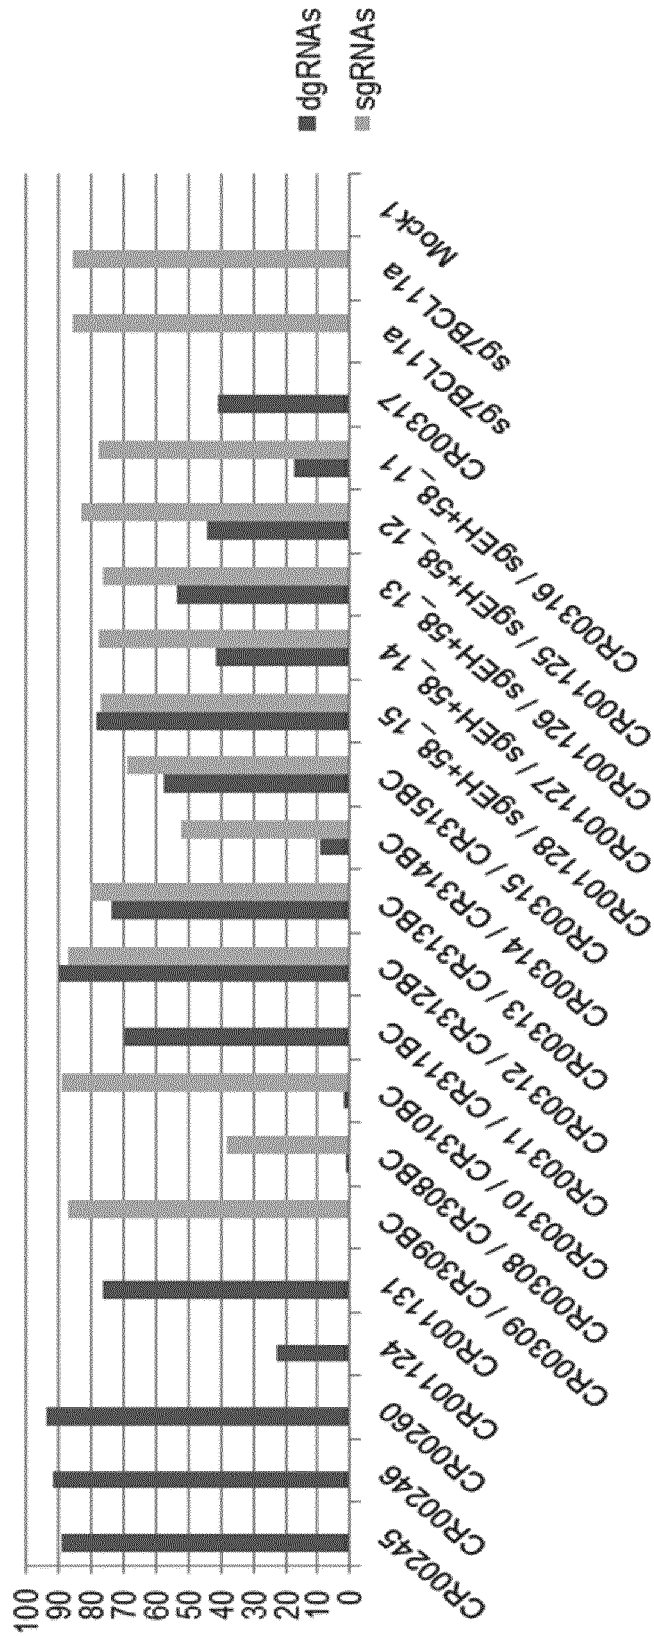 100
90
80
70
60
50
40
30
20
10
0
CR00245
CR00246
CR00260
CR001124
CR001131
CR00309 / CR309BC
CR00308 / CR308BC
CR00310 / CR310BC
CR00311 / CR311BC
CR00312 / CR312BC
CR00313 / CR313BC
CR00314 / CR314BC
CR00315 / CR315BC
CR001128 / sgEH+58_15
CR001127 / sgEH+58_14
CR001126 / sgEH+58_13
CR001125 / sgEH+58_12
CR00316 / sgEH+58_11
CR00317
sg7BCL11a
sg7BCL11a
Mock1
dgRNAs
sgRNAs